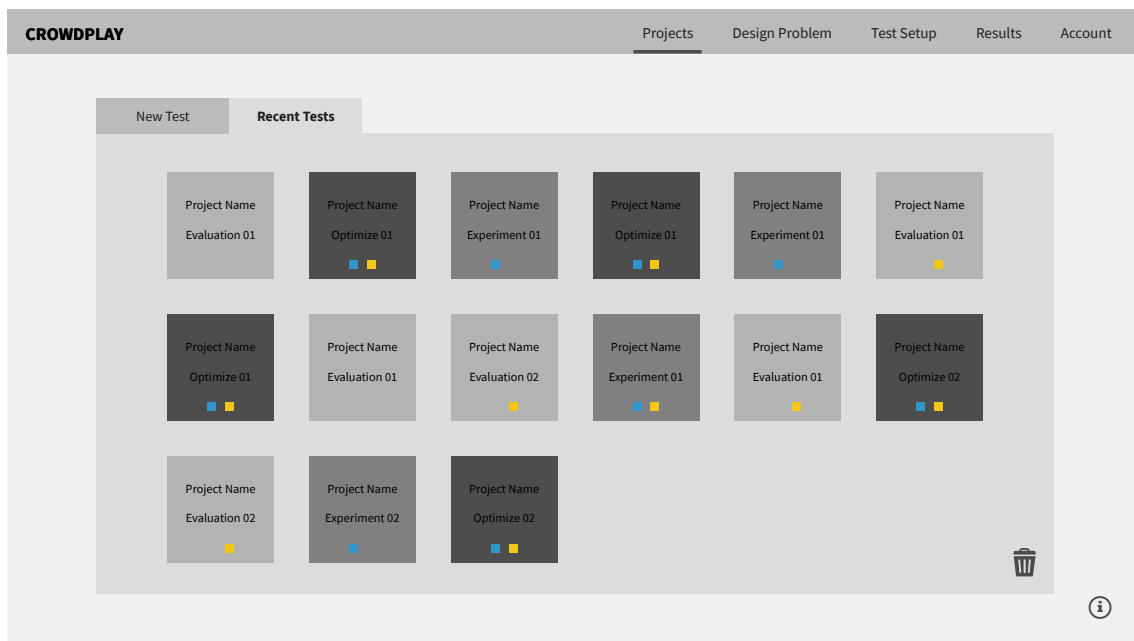 CROWDPLAY
Projects Design Problem Test Setup Results Account
New Test Recent Tests
Project Name Project Name Project Name Project Name Project Name Project Name
Evaluation 01 Optimize 01 Experiment 01 Optimize 01 Experiment 01 Evaluation 01
Project Name Project Name Project Name Project Name Project Name Project Name
Optimize 01 Evaluation 01 Evaluation 02 Experiment 01 Evaluation 01 Optimize 02
Project Name Project Name Project Name
Evaluation 02 Experiment 02 Optimize 02